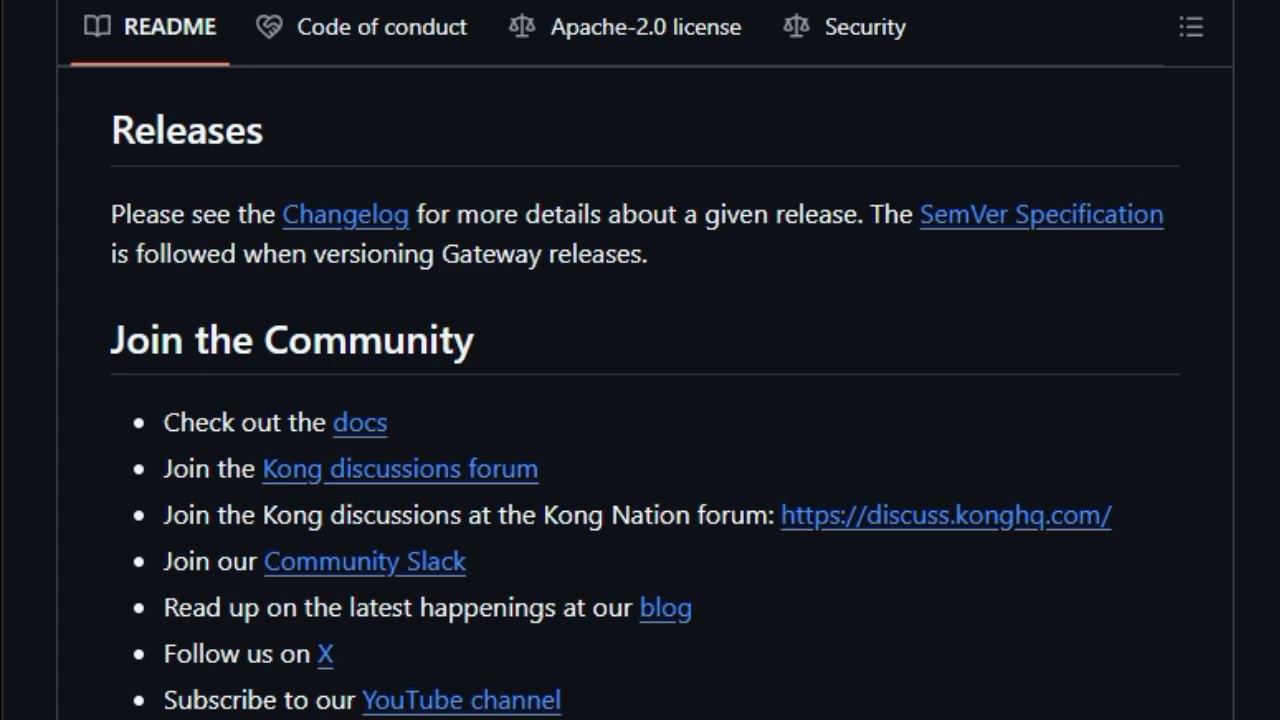 README Code of conduct Apache-2.0 license Security
Releases
Please see the Changelog for more details about a given release. The SemVer Specification
is followed when versioning Gateway releases.
Join the Community
Check out the docs
Join the Kong discussions forum
Join the Kong discussions at the Kong Nation forum: https://discuss.konghq.com/
Join our Community Slack
Read up on the latest happenings at our blog
Follow us on X
Subscribe to our YouTube channel